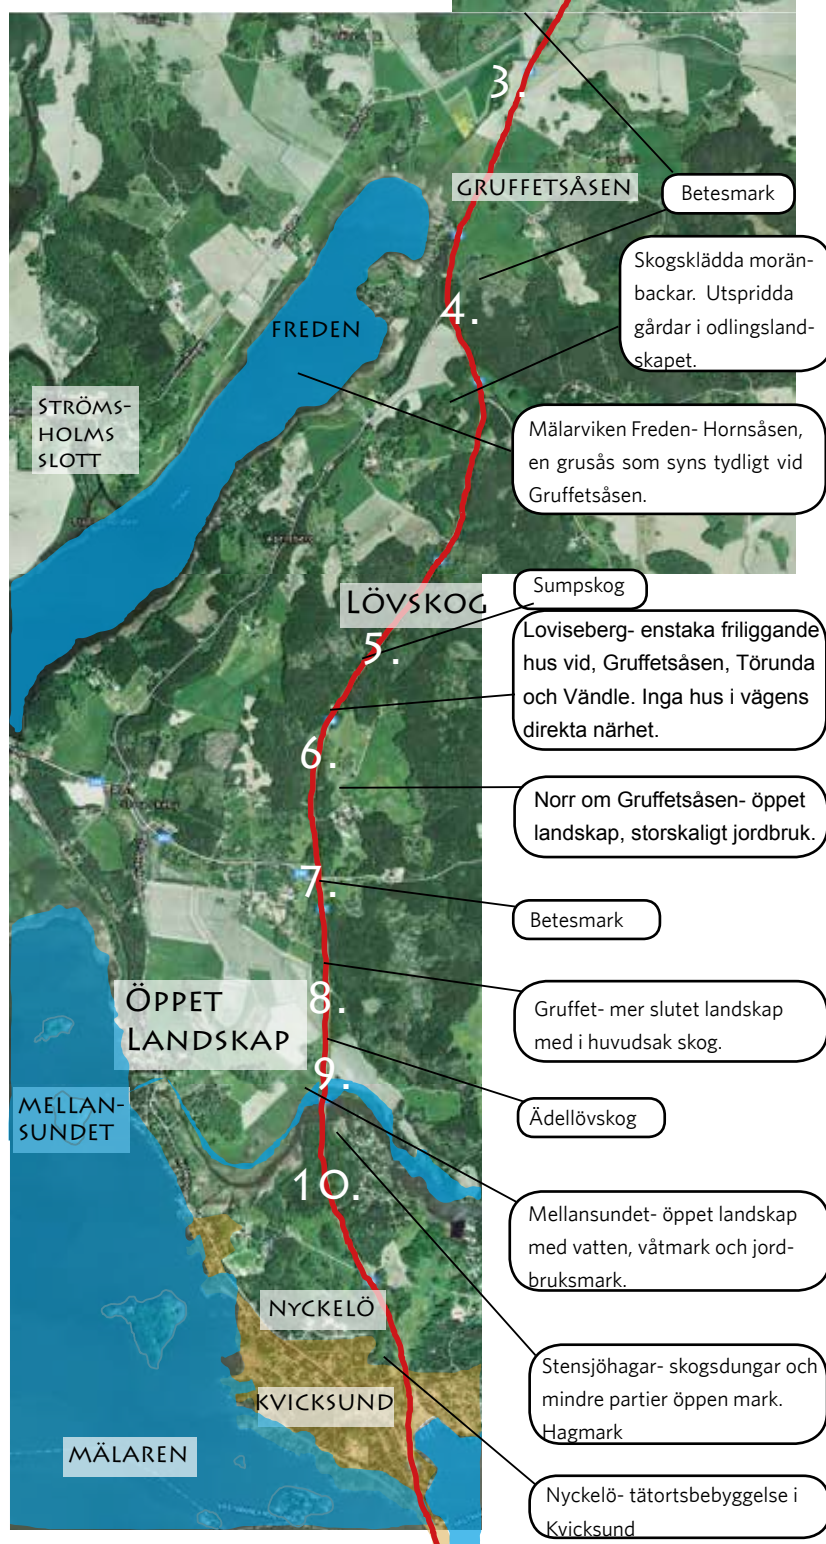 3.
GRUFFETSÅSEN
Betesmark
Skogsklädda morän-
backar. Utspridda
gårdar i odlingsland-
skapet.
4.
FREDEN
STRÖMS-
HOLMS
SLOTT
Mälarviken Freden- Hornsåsen,
en grusås som syns tydligt vid
Gruffetsåsen.
LÖVSKOG
Sumpskog
5.
Loviseberg- enstaka friliggande
hus vid, Gruffetsåsen, Törunda
och Vändle. Inga hus i vägens
direkta närhet.
6.
Norr om Gruffetsåsen- öppet
landskap, storskaligt jordbruk.
7.
Betesmark
ÖPPET
LANDSKAP
8.
Gruffet- mer slutet landskap
med i huvudsak skog.
9.
MELLAN-
SUNDET
Ädellövskog
10.
Mellansundet- öppet landskap
med vatten, våtmark och jord-
bruksmark.
NYCKELÖ
Stensjöhagar- skogsdungar och
mindre partier öppen mark.
Hagmark
KVICKSUND
MÄLAREN
Nyckelö- tätortsbebyggelse i
Kvicksund